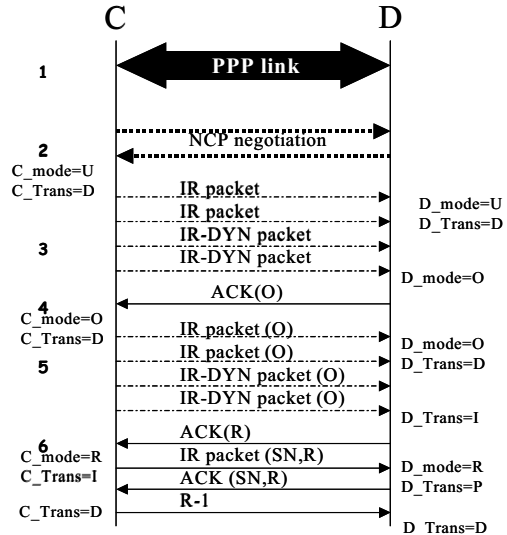 C D
1 PPP link
NCP negotiation
2
C_mode=U
C_Trans=D
IR packet
D_mode=U
IR packet
D_Trans=D
IR-DYN packet
3
IR-DYN packet
D_mode=O
ACK(O)
4
C_mode=O
C_Trans=D
IR packet (O)
D_mode=O
IR packet (O)
D_Trans=D
5
IR-DYN packet (O)
IR-DYN packet (O)
D_Trans=I
ACK(R)
6
C_mode=R
IR packet (SN,R)
D_mode=R
C_Trans=I
ACK (SN,R)
D_Trans=P
R-1
C_Trans=D
D_Trans=D